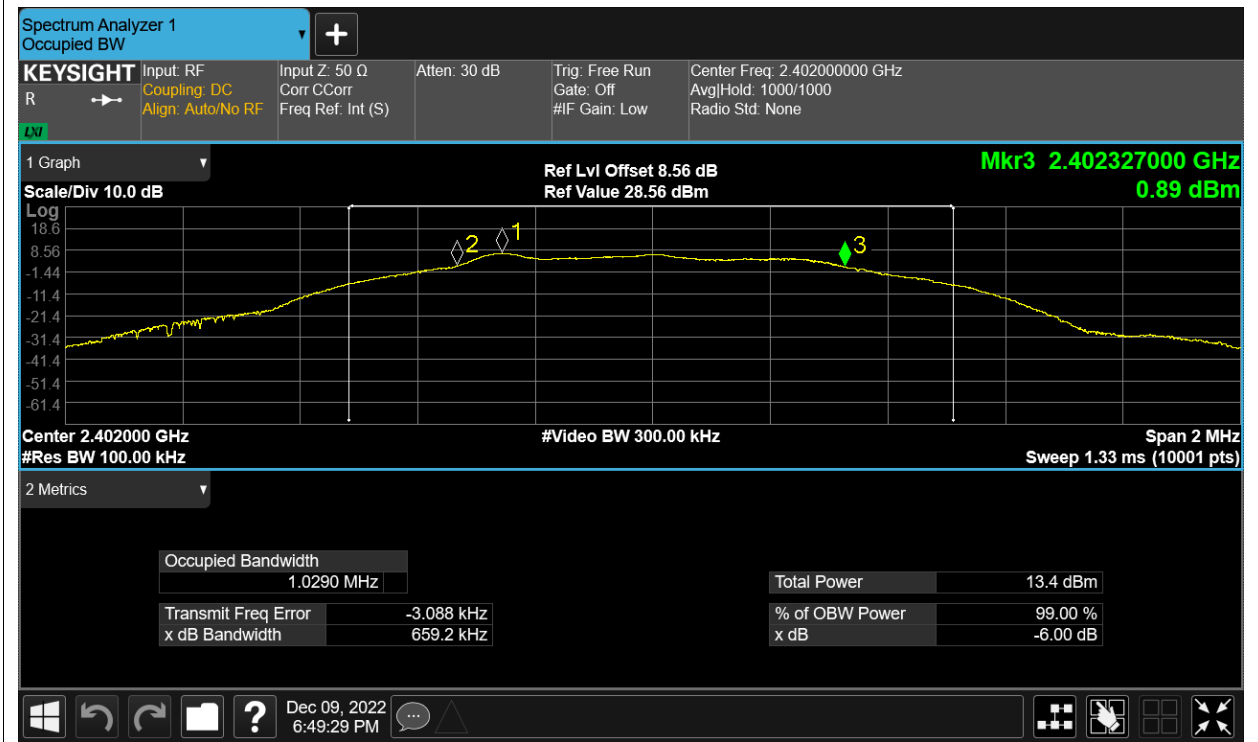 Spectrum Analyzer 1
Occupied BW
KEYSIGHT
R
LXI
Input: RF
Coupling: DC
Align: Auto/No RF
Input Z: 50 Ω
Corr CCorr
Freq Ref: Int (S)
Atten: 30 dB
Trig: Free Run
Gate: Off
#IF Gain: Low
Center Freq: 2.402000000 GHz
Avg|Hold: 1000/1000
Radio Std: None
1 Graph
Scale/Div 10.0 dB
Ref Lvl Offset 8.56 dB
Ref Value 28.56 dBm
Mkr3 2.402327000 GHz
0.89 dBm
Log
18.6
8.56
-1.44
-11.4
-21.4
-31.4
-41.4
-51.4
-61.4
2
1
3
Center 2.402000 GHz
#Video BW 300.00 kHz
Span 2 MHz
#Res BW 100.00 kHz
Sweep 1.33 ms (10001 pts)
2 Metrics
Occupied Bandwidth
1.0290 MHz
Transmit Freq Error -3.088 kHz
x dB Bandwidth 659.2 kHz
Total Power 13.4 dBm
% of OBW Power 99.00 %
x dB -6.00 dB
?
Dec 09, 2022
6:49:29 PM